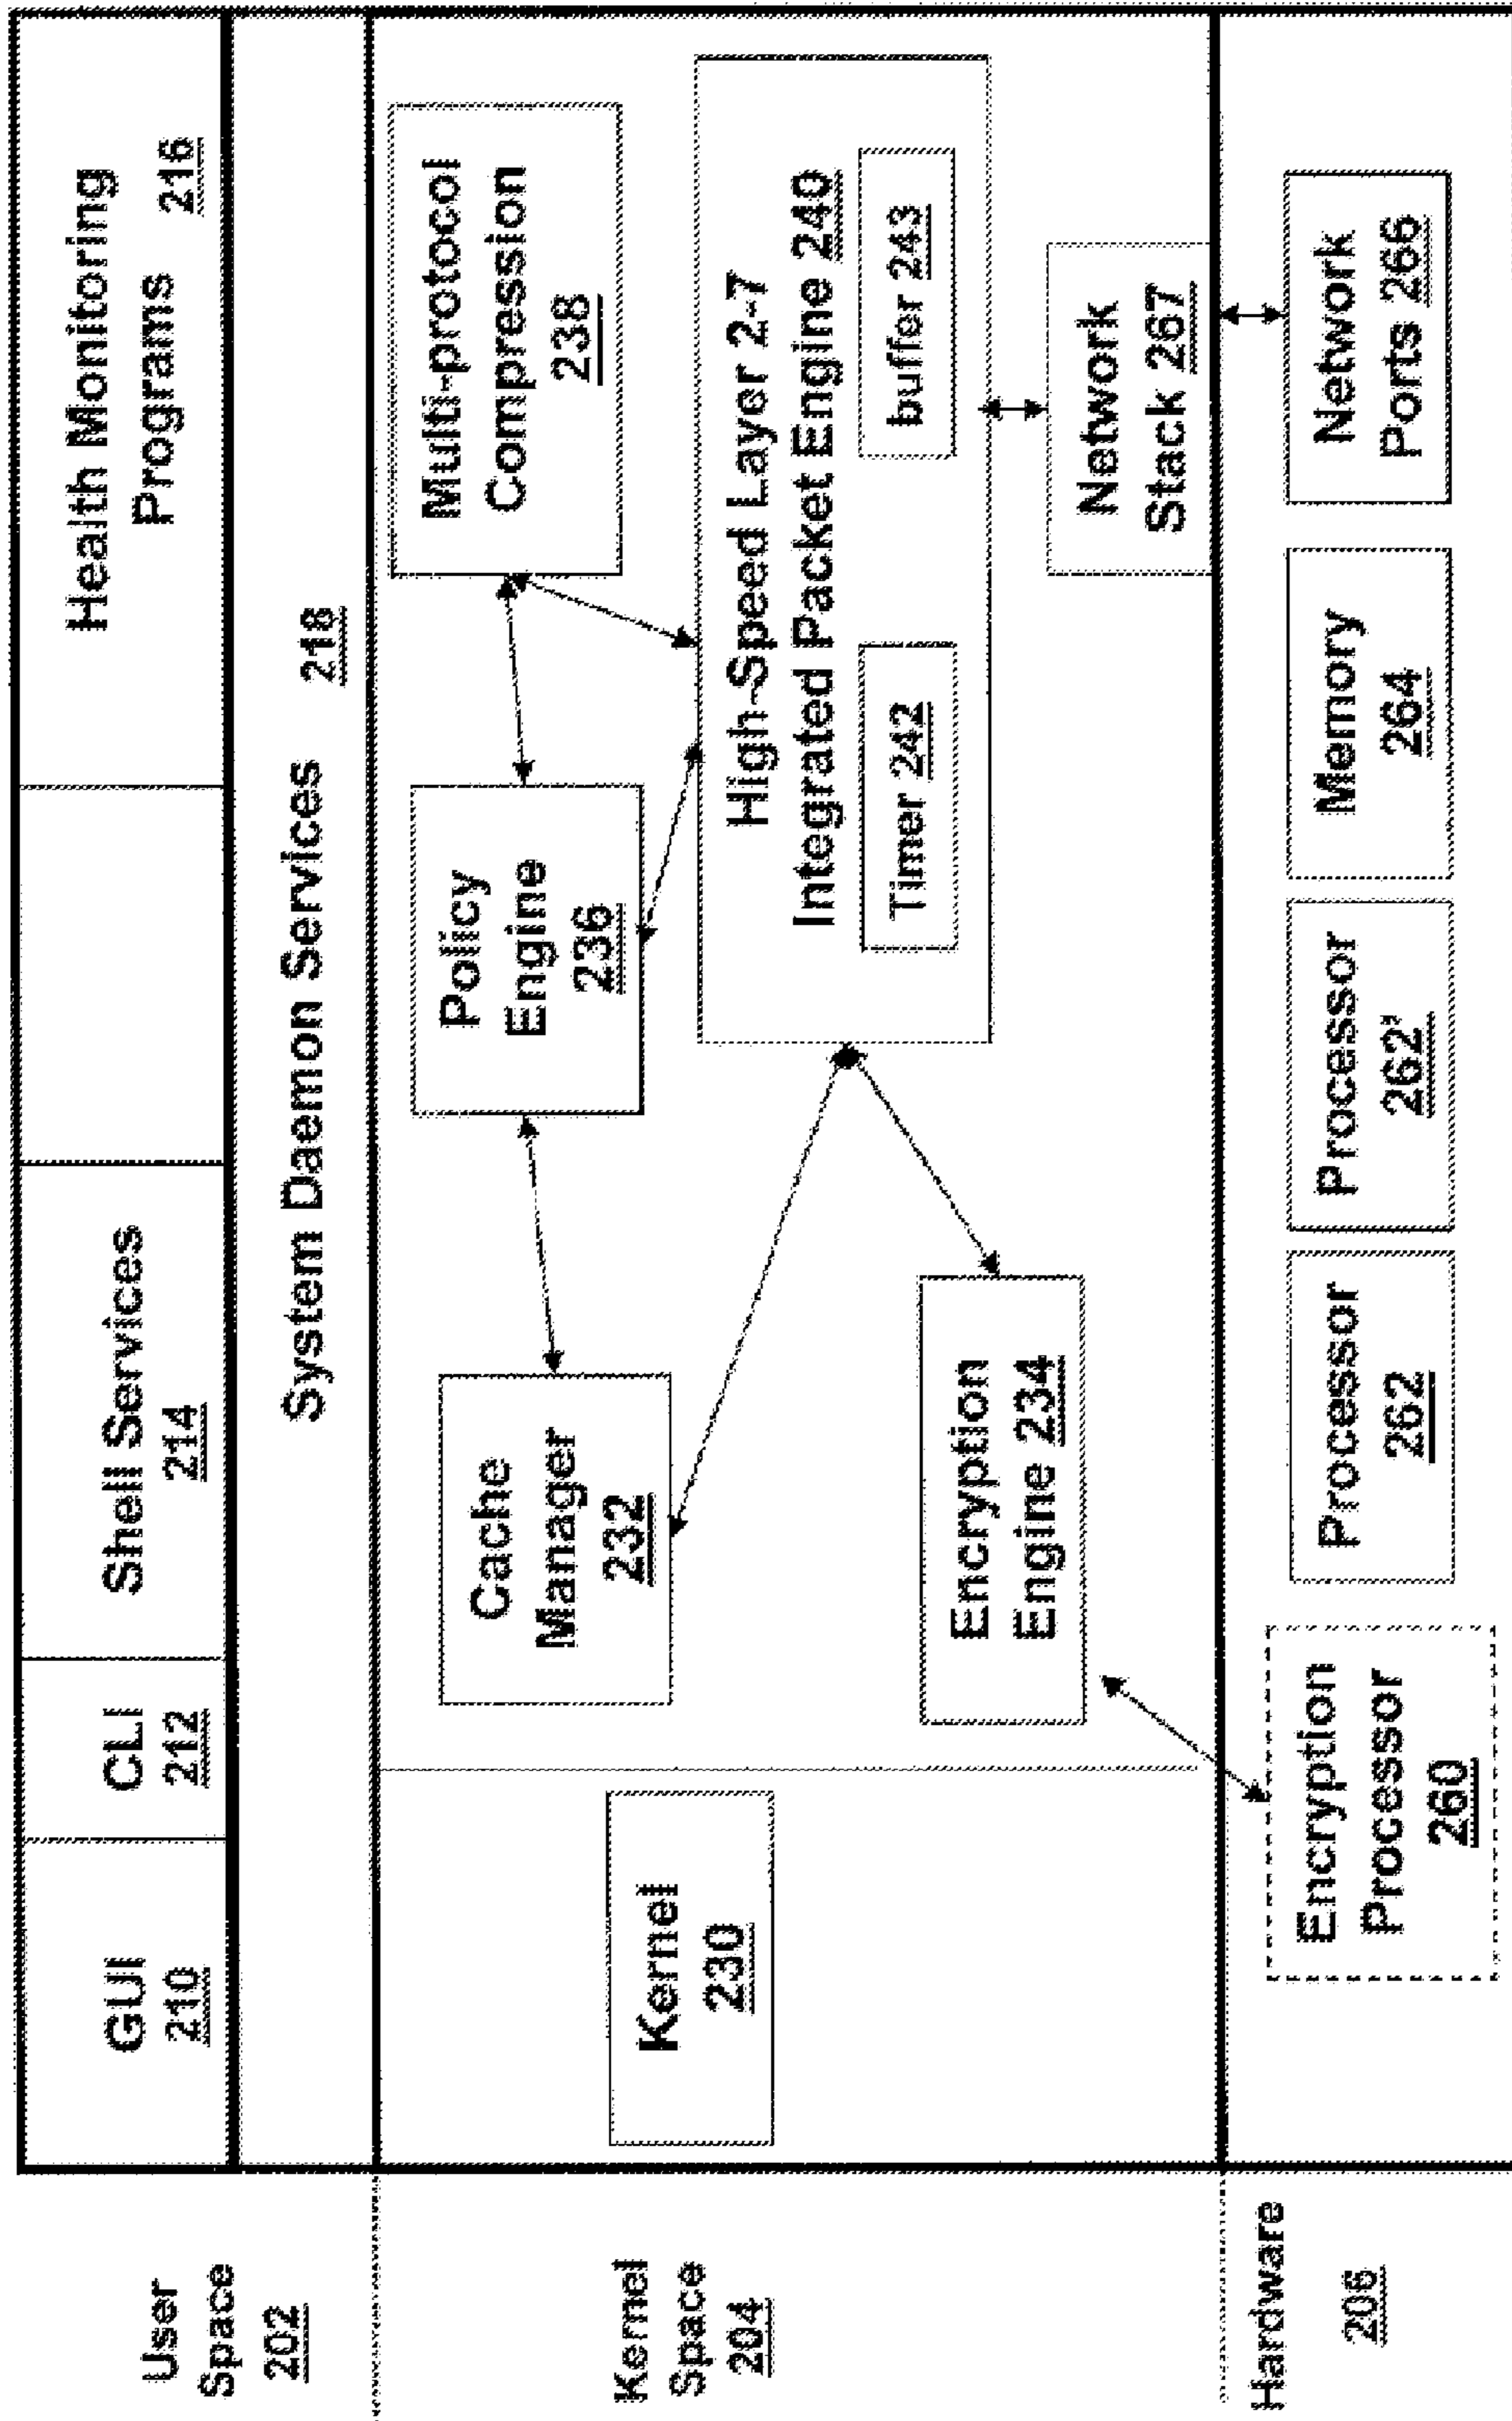 User
Space
202
GUI
210
CLI
212
Shell Services
214
Health Monitoring
Programs 216
System Daemon Services 218
Kernel
Space
204
Kernel
230
Cache
Manager
232
Policy
Engine
236
Multi-protocol
Compression
238
High-Speed Layer 2-7
Integrated Packet Engine 240
Timer 242
buffer 243
Encryption
Engine 234
Network
Stack 267
Hardware
206
Encryption
Processor
260
Processor
262
Processor
262'
Memory
264
Network
Ports 266